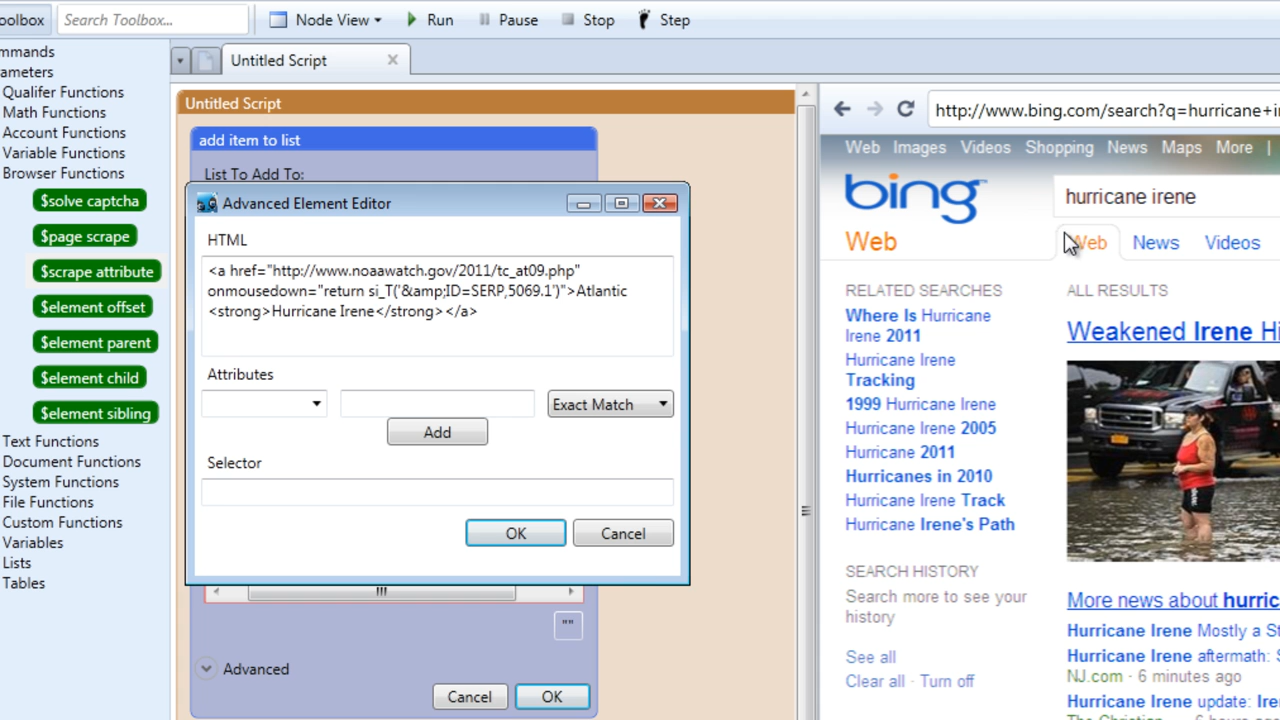 oolbox
Search Toolbox...
Node View
Run
Pause
Stop
Step
mmands
ameters
Qualifer Functions
Math Functions
Account Functions
Variable Functions
Browser Functions
$solve captcha
$page scrape
$scrape attribute
$element offset
$element parent
$element child
$element sibling
Text Functions
Document Functions
System Functions
File Functions
Custom Functions
Variables
Lists
Tables
Untitled Script
Untitled Script
add item to list
List To Add To:
Advanced Element Editor
HTML
<a href="http://www.noaawatch.gov/2011/tc_at09.php"
onmousedown="return si_T('&amp;ID=SERP,5069.1')">Atlantic
<strong>Hurricane Irene</strong></a>
Attributes
Exact Match
Add
Selector
OK
Cancel
""
Advanced
Cancel
OK
http://www.bing.com/search?q=hurricane+i
Web Images Videos Shopping News Maps More |
bing
hurricane irene
Web
Web
News
Videos
RELATED SEARCHES
Where Is Hurricane
Irene 2011
Hurricane Irene
Tracking
1999 Hurricane Irene
Hurricane Irene 2005
Hurricane 2011
Hurricanes in 2010
Hurricane Irene Track
Hurricane Irene's Path
SEARCH HISTORY
Search more to see your
history
See all
Clear all · Turn off
ALL RESULTS
Weakened Irene Hi
More news about hurric
Hurricane Irene Mostly a St
Hurricane Irene aftermath: S
NJ.com · 6 minutes ago
Hurricane Irene update: Ire